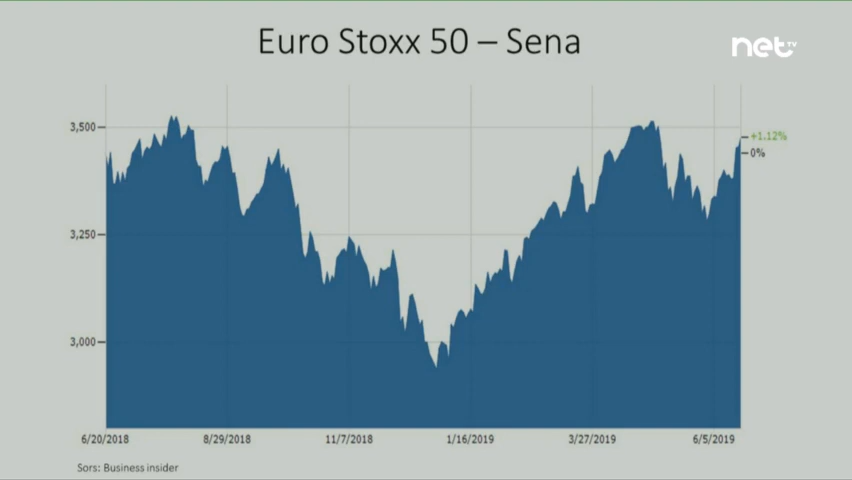 Euro Stoxx 50 – Sena
net TV
3,500
+1.12%
0%
3,250
3,000
6/20/2018 8/29/2018 11/7/2018 1/16/2019 3/27/2019 6/5/2019
Sors: Business insider